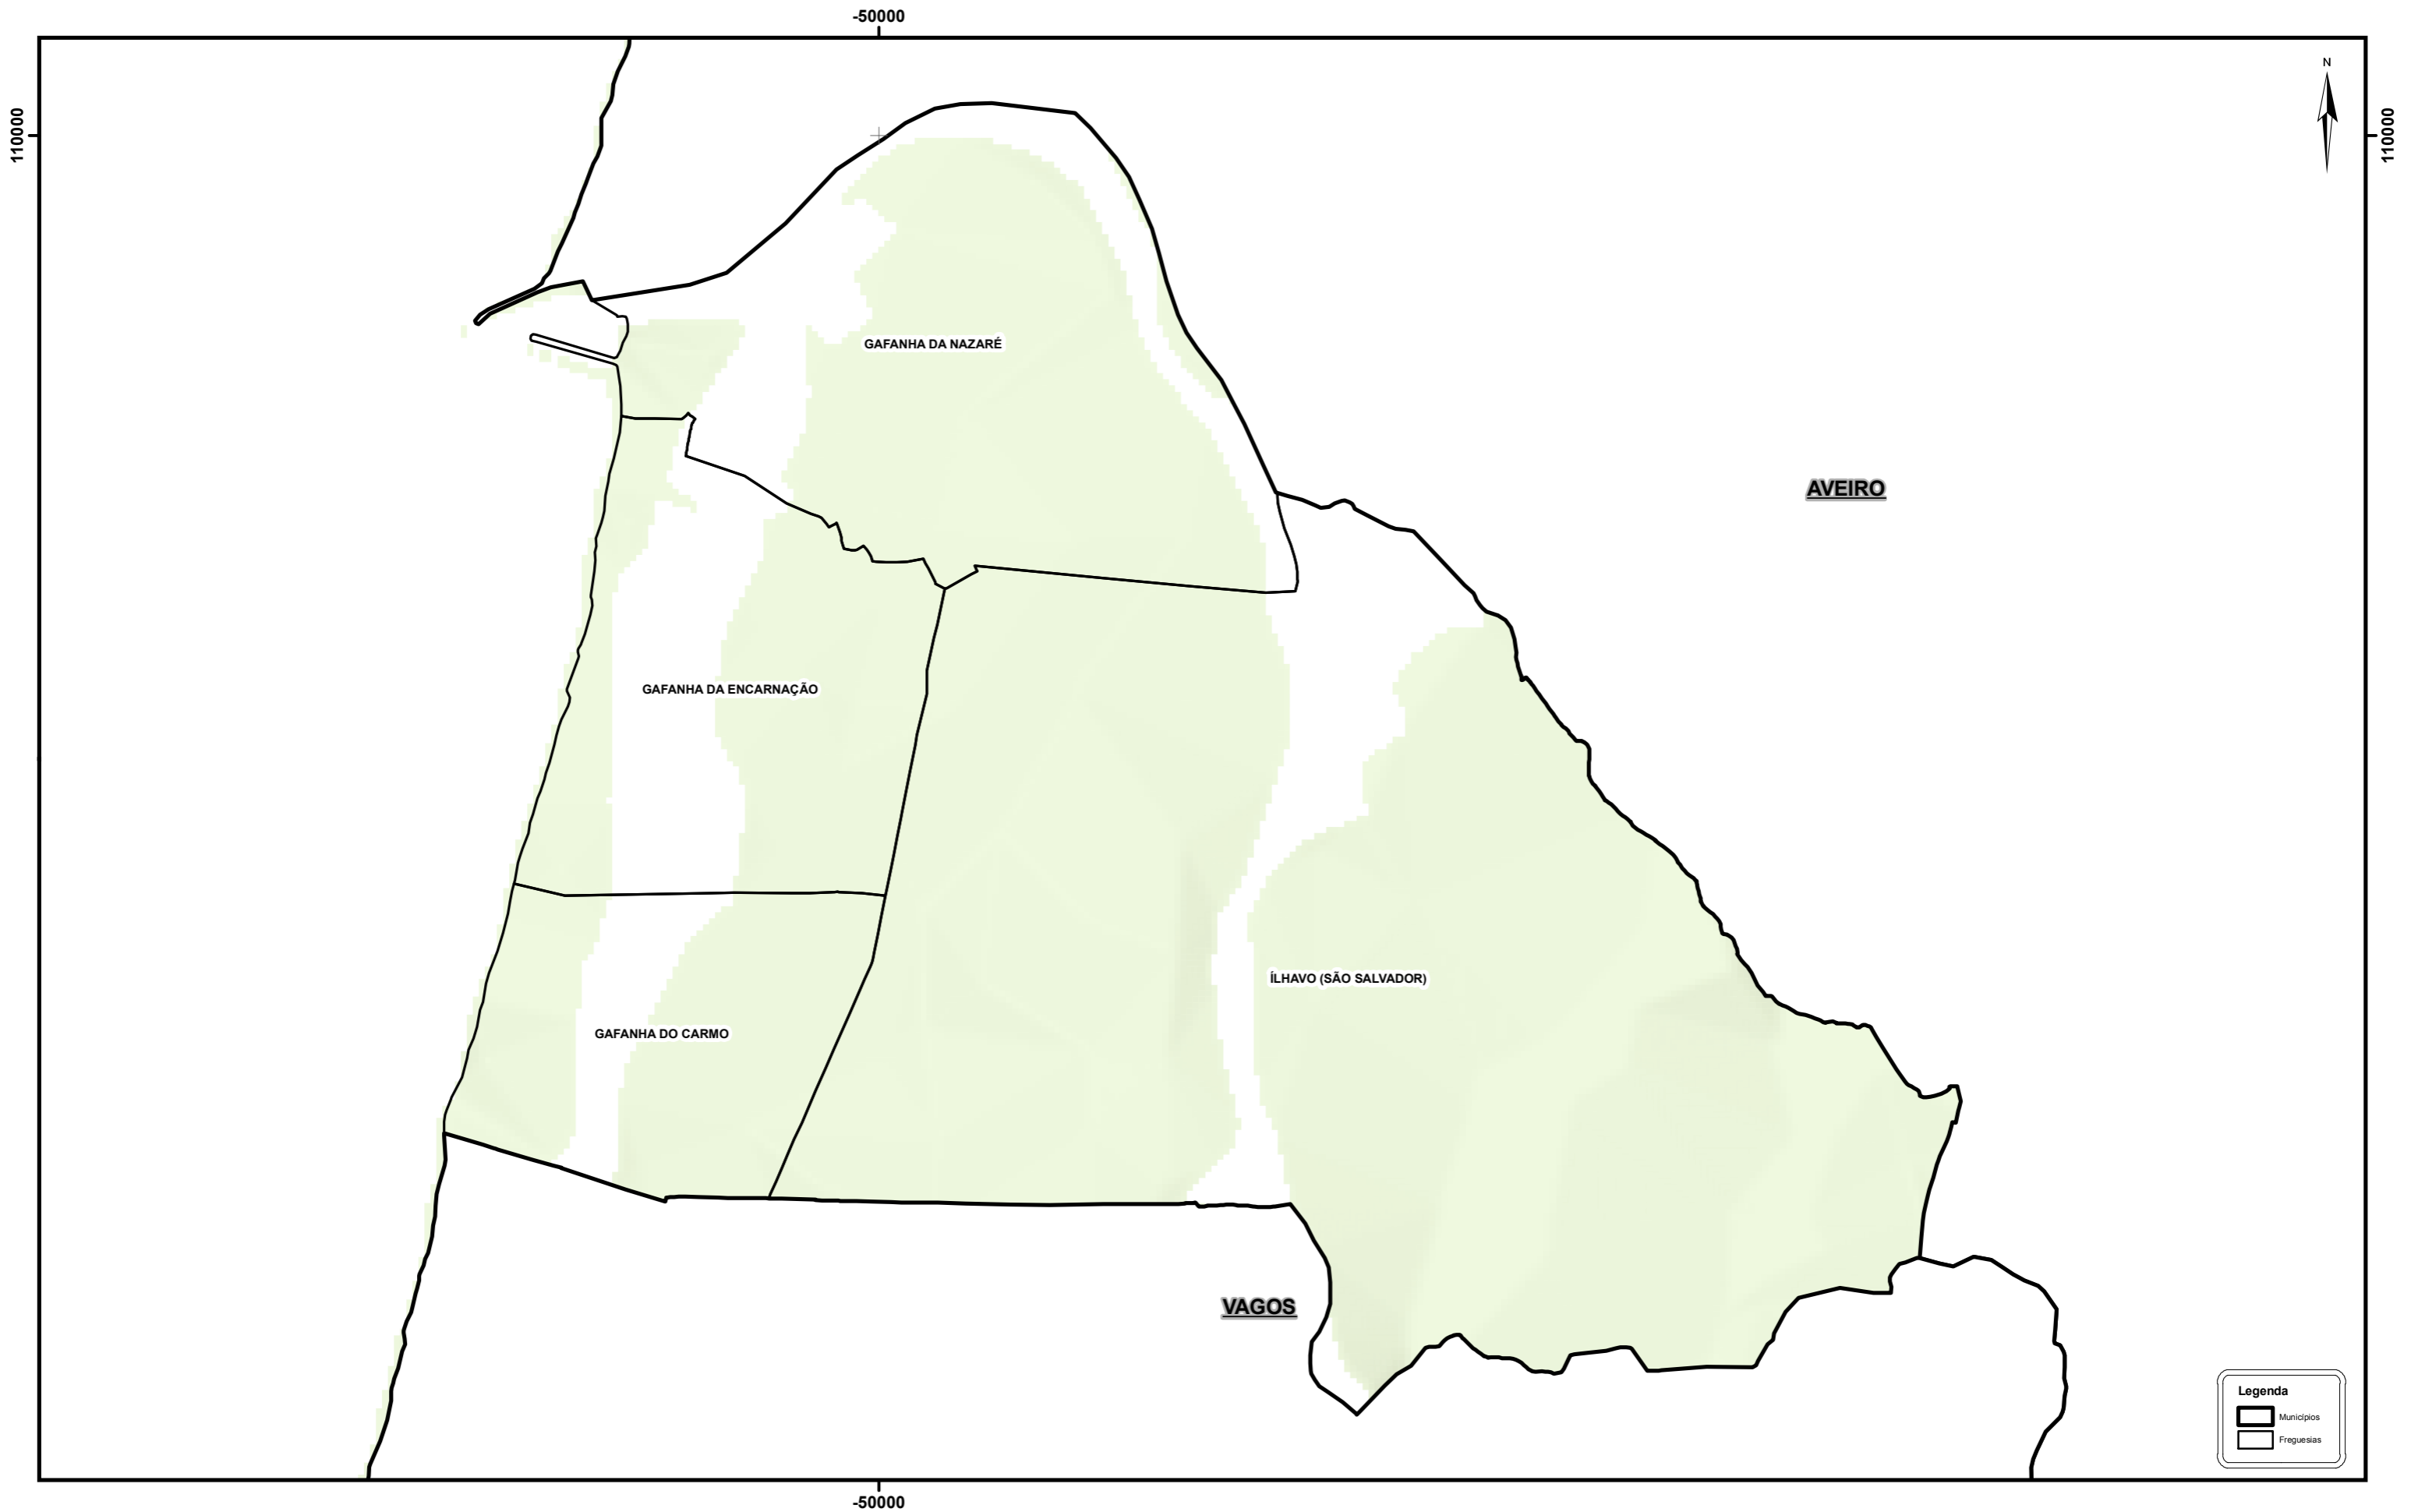 -50000
N
110000
110000
GAFANHA DA NAZARÉ
AVEIRO
GAFANHA DA ENCARNAÇÃO
ÍLHAVO (SÃO SALVADOR)
GAFANHA DO CARMO
VAGOS
Legenda
Municípios
Freguesias
-50000